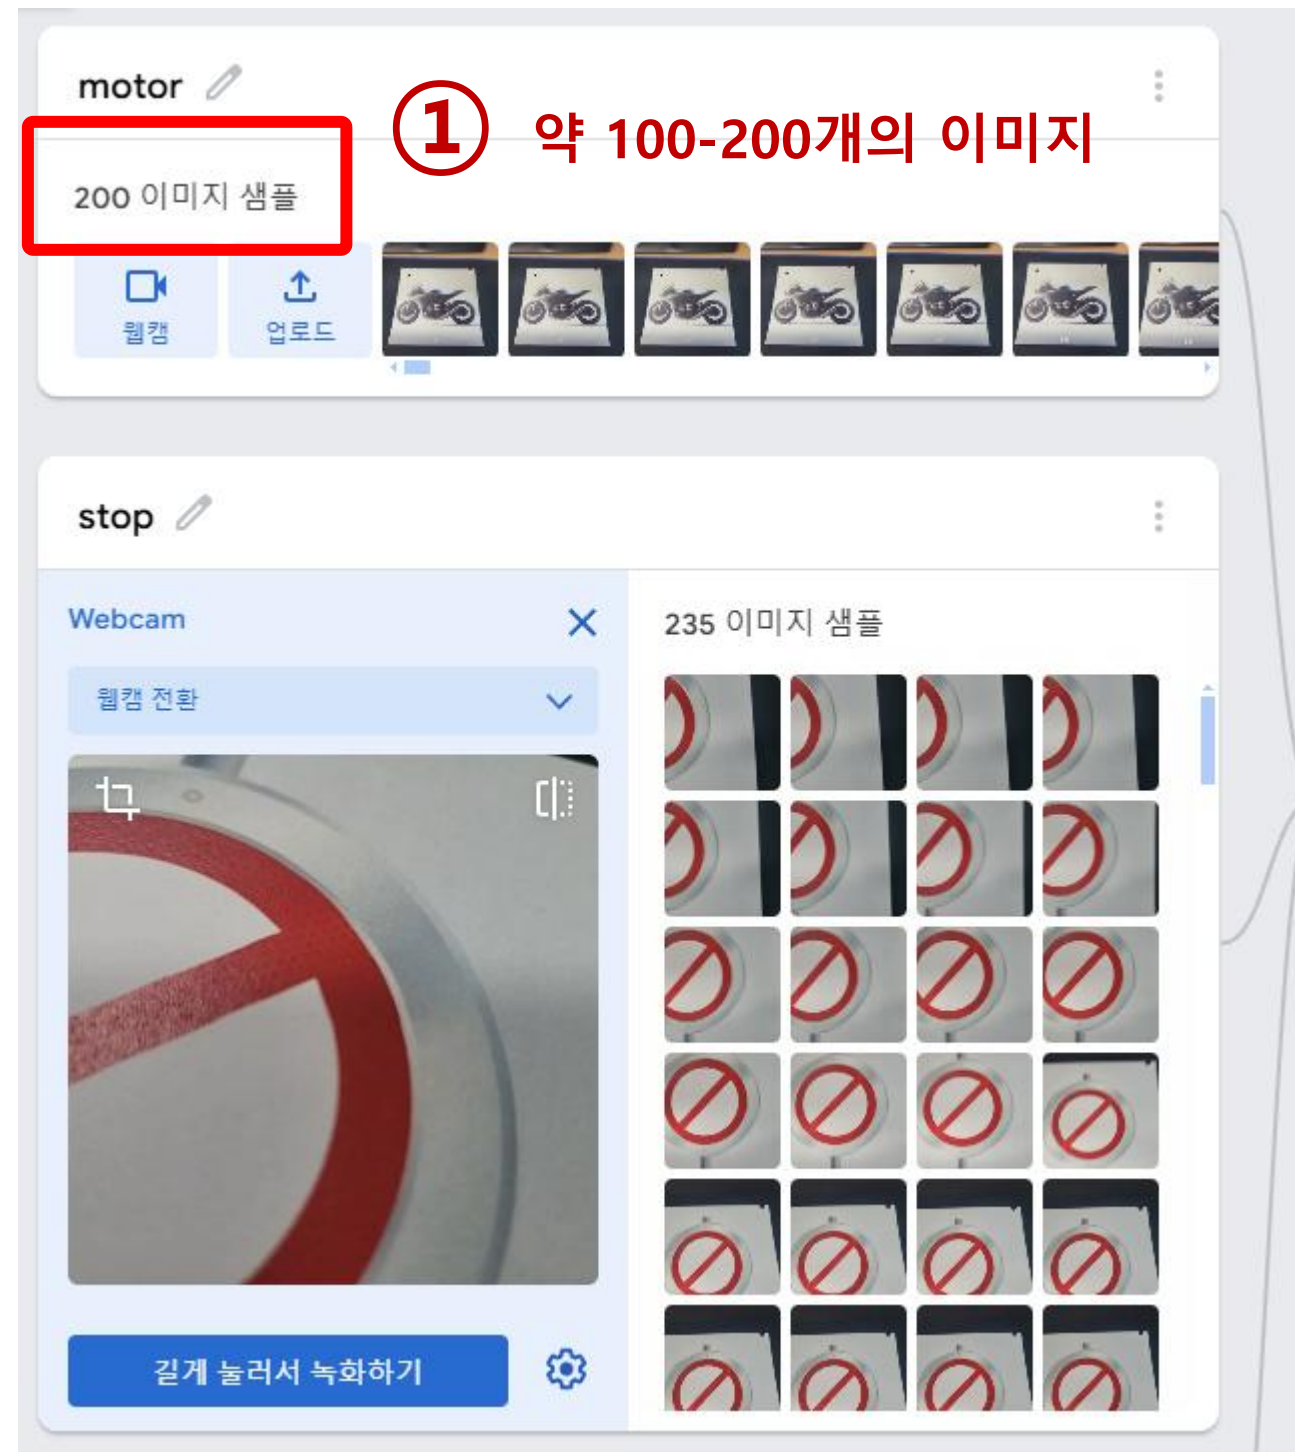 motor
① 약 100-200개의 이미지
200 이미지 샘플
웹캠
업로드
stop
Webcam
235 이미지 샘플
웹캠 전환
길게 눌러서 녹화하기